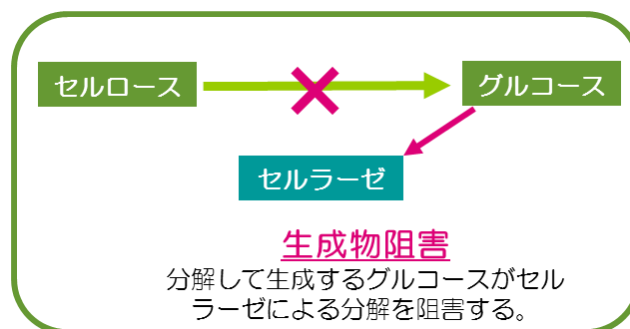 セルロース
グルコース
セルラーゼ
生成物阻害
分解して生成するグルコースがセル
ラーゼによる分解を阻害する。